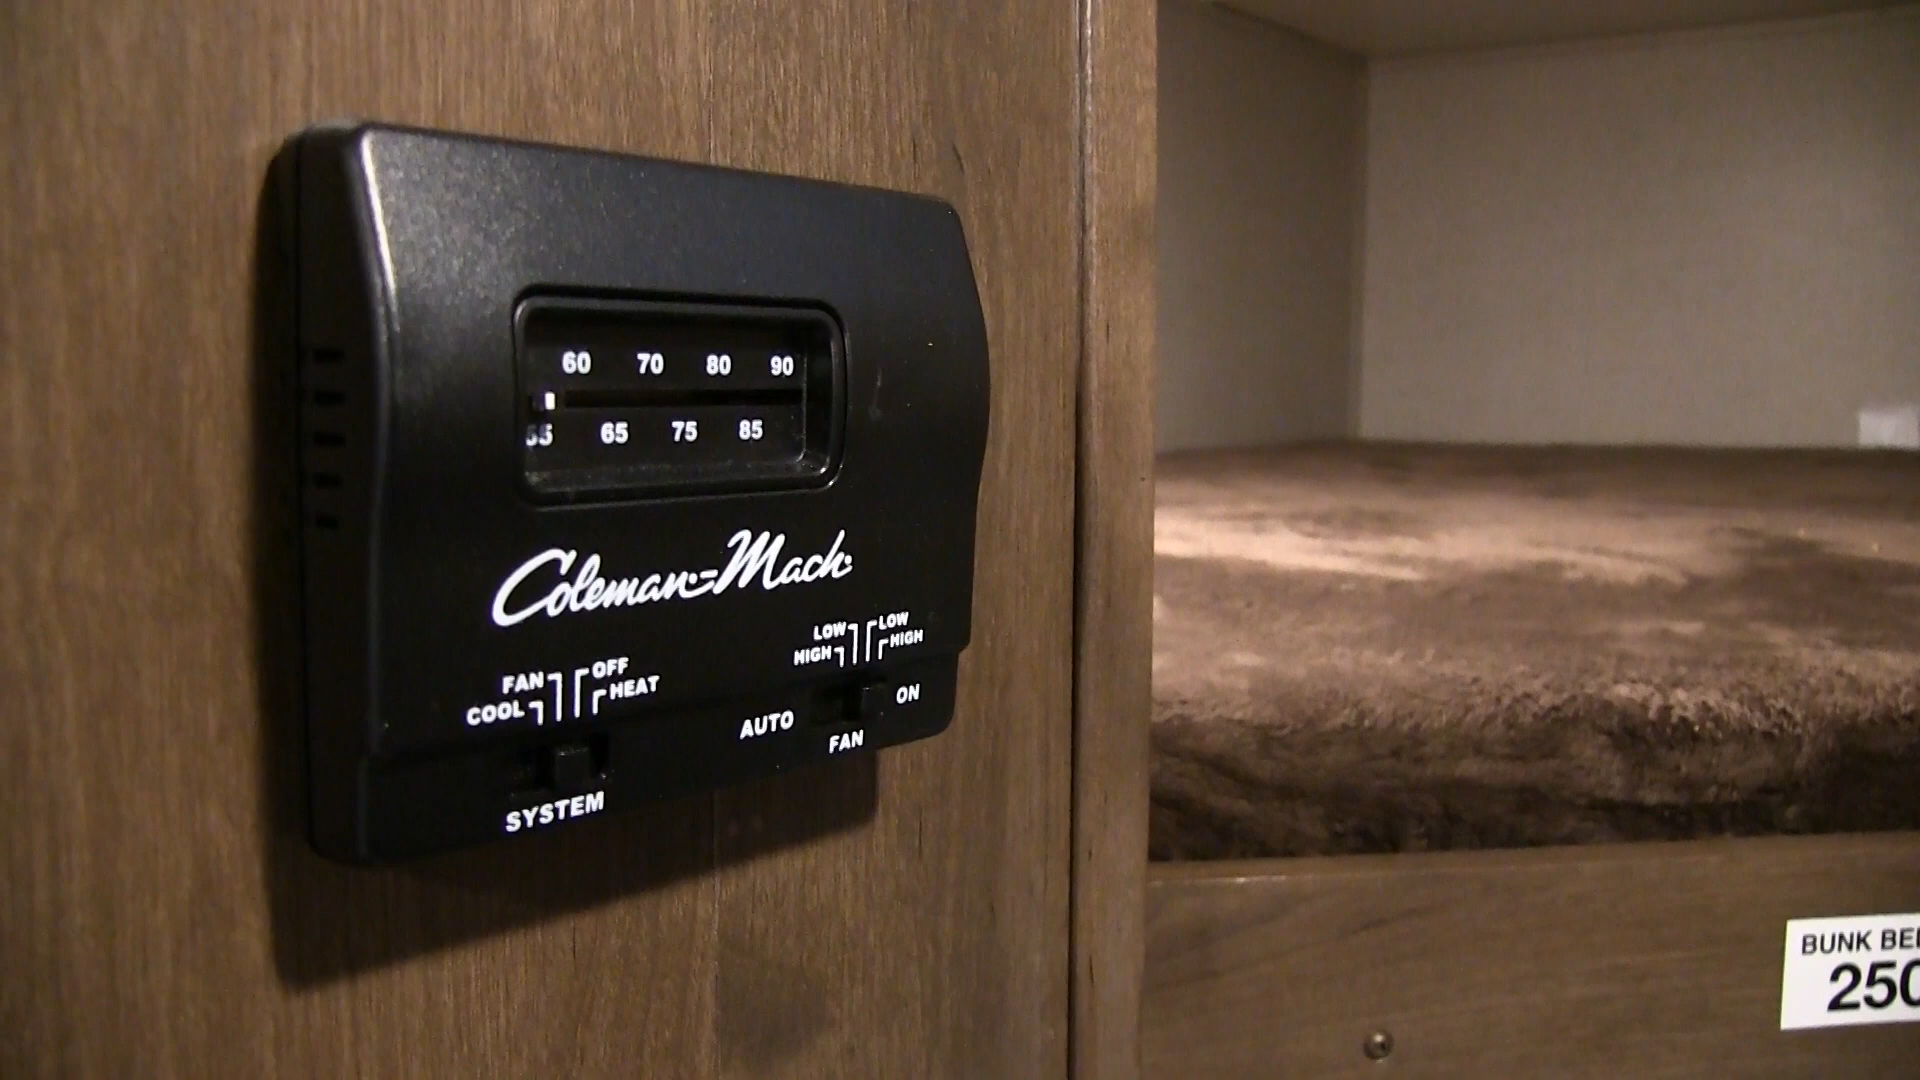 60 70 80 90
55 65 75 85
Coleman-Mach
LOW LOW
HIGH HIGH
FAN OFF
COOL HEAT
AUTO ON
FAN
SYSTEM
BUNK
250